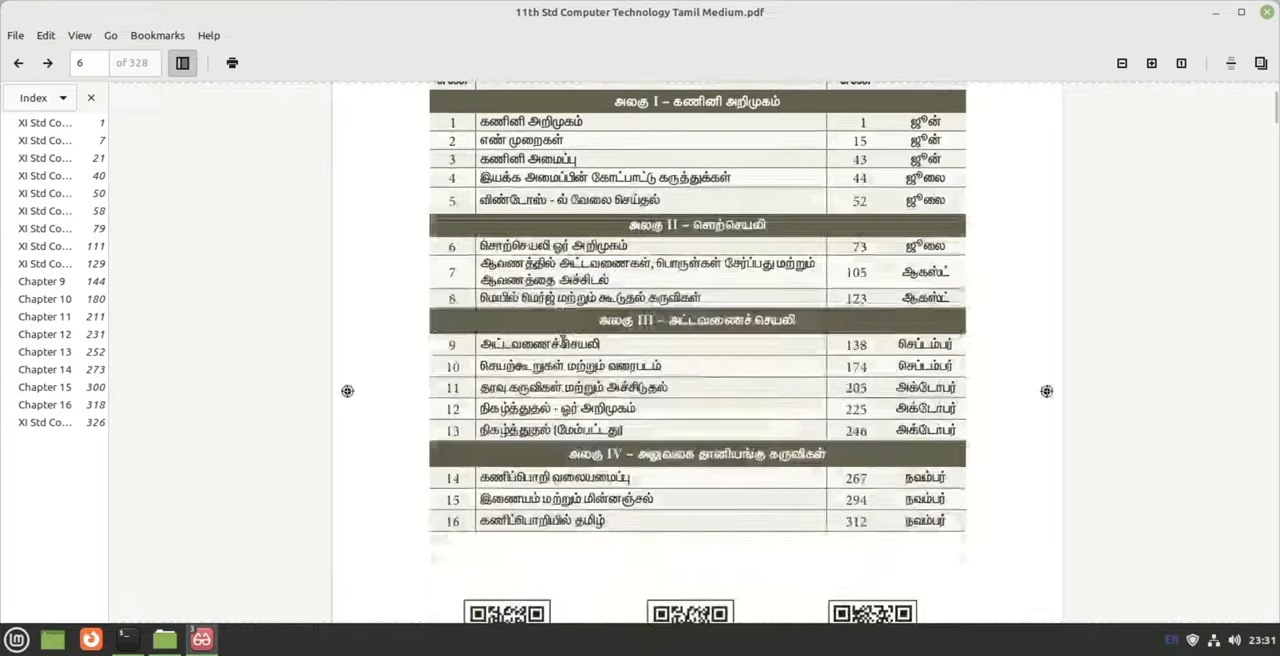 11th Std Computer Technology Tamil Medium.pdf
File Edit View Go Bookmarks Help
6 of 328
Index
XI Std Co... 1
XI Std Co... 7
XI Std Co... 21
XI Std Co... 40
XI Std Co... 50
XI Std Co... 58
XI Std Co... 79
XI Std Co... 111
XI Std Co... 129
Chapter 9 144
Chapter 10 180
Chapter 11 211
Chapter 12 231
Chapter 13 252
Chapter 14 273
Chapter 15 300
Chapter 16 318
XI Std Co... 326
அலகு I – கணினி அறிமுகம்
1 கணினி அறிமுகம் 1 ஜூன்
2 எண் முறைகள் 15 ஜூன்
3 கணினி அமைப்பு 43 ஜூன்
4 இயக்க அமைப்பின் கோட்பாட்டு கருத்துக்கள் 44 ஜூலை
5. விண்டோஸ் - ல் வேலை செய்தல் 52 ஜூலை
அலகு II – சொற்செயலி
6 சொற்செயலி ஓர் அறிமுகம் 73 ஜூலை
7 ஆவணத்தில் அட்டவணைகள், பொருள்கள் சேர்ப்பது மற்றும் 105 ஆகஸ்ட்
ஆவணத்தை அச்சிடல்
8. மெயில் மெர்ஜ் மற்றும் கூடுதல் கருவிகள் 123 ஆகஸ்ட்
அலகு III – அட்டவணைச் செயலி
9 அட்டவணைச்செயலி 138 செப்டம்பர்
10 செயற்கூறுகள் மற்றும் வரைபடம் 174 செப்டம்பர்
11 தரவு கருவிகள் மற்றும் அச்சிடுதல் 205 அக்டோபர்
12 நிகழ்த்துதல் - ஓர் அறிமுகம் 225 அக்டோபர்
13 நிகழ்த்துதல் (மேம்பட்டது) 246 அக்டோபர்
அலகு IV – அலுவலக தானியங்கு கருவிகள்
14 கணிப்பொறி வலையமைப்பு 267 நவம்பர்
15 இணையம் மற்றும் மின்னஞ்சல் 294 நவம்பர்
16 கணிப்பொறியில் தமிழ் 312 நவம்பர்
3
EN 23:31